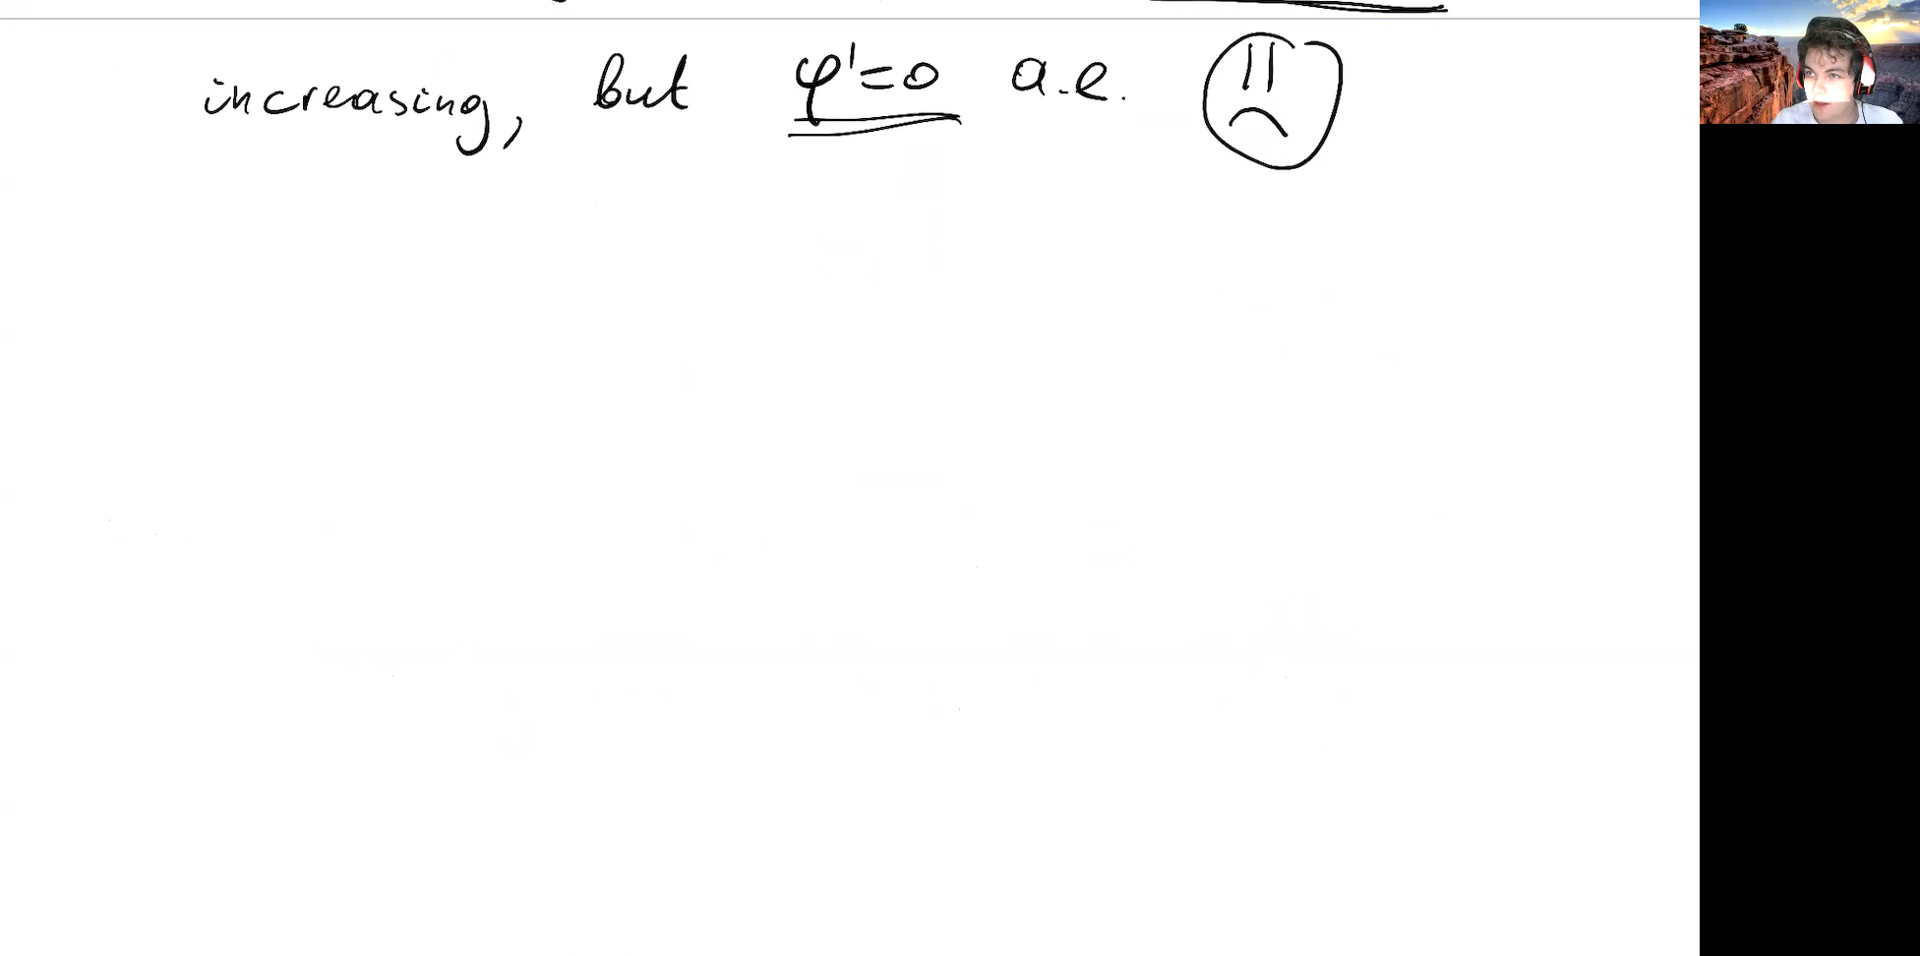 increasing, but φ'=0 a.e.